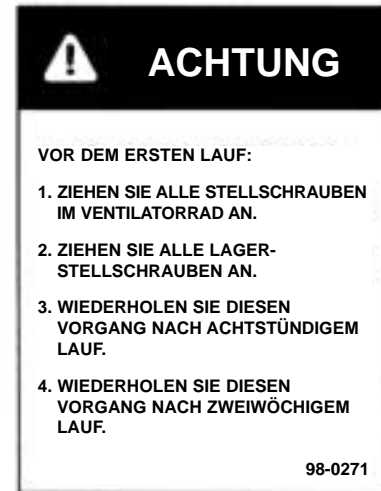 ACHTUNG
VOR DEM ERSTEN LAUF:
1. ZIEHEN SIE ALLE STELLSCHRAUBEN
IM VENTILATORRAD AN.
2. ZIEHEN SIE ALLE LAGER-
STELLSCHRAUBEN AN.
3. WIEDERHOLEN SIE DIESEN
VORGANG NACH ACHTSTÜNDIGEM
LAUF.
4. WIEDERHOLEN SIE DIESEN
VORGANG NACH ZWEIWÖCHIGEM
LAUF.
98-0271